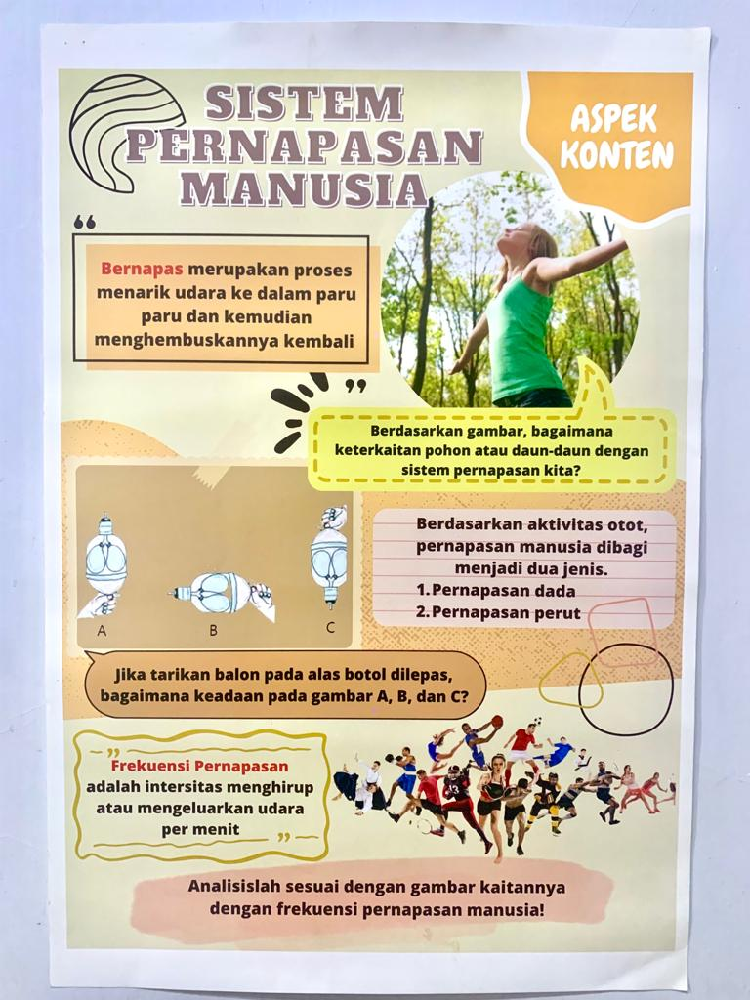 SISTEM
PERNAPASAN
MANUSIA
ASPEK
KONTEN
“
Bernapas merupakan proses
menarik udara ke dalam paru
paru dan kemudian
menghembuskannya kembali
”
Berdasarkan gambar, bagaimana
keterkaitan pohon atau daun-daun dengan
sistem pernapasan kita?
A
B
C
Berdasarkan aktivitas otot,
pernapasan manusia dibagi
menjadi dua jenis.
1. Pernapasan dada
2. Pernapasan perut
Jika tarikan balon pada alas botol dilepas,
bagaimana keadaan pada gambar A, B, dan C?
”
Frekuensi Pernapasan
adalah intersitas menghirup
atau mengeluarkan udara
per menit
”
Analisislah sesuai dengan gambar kaitannya
dengan frekuensi pernapasan manusia!